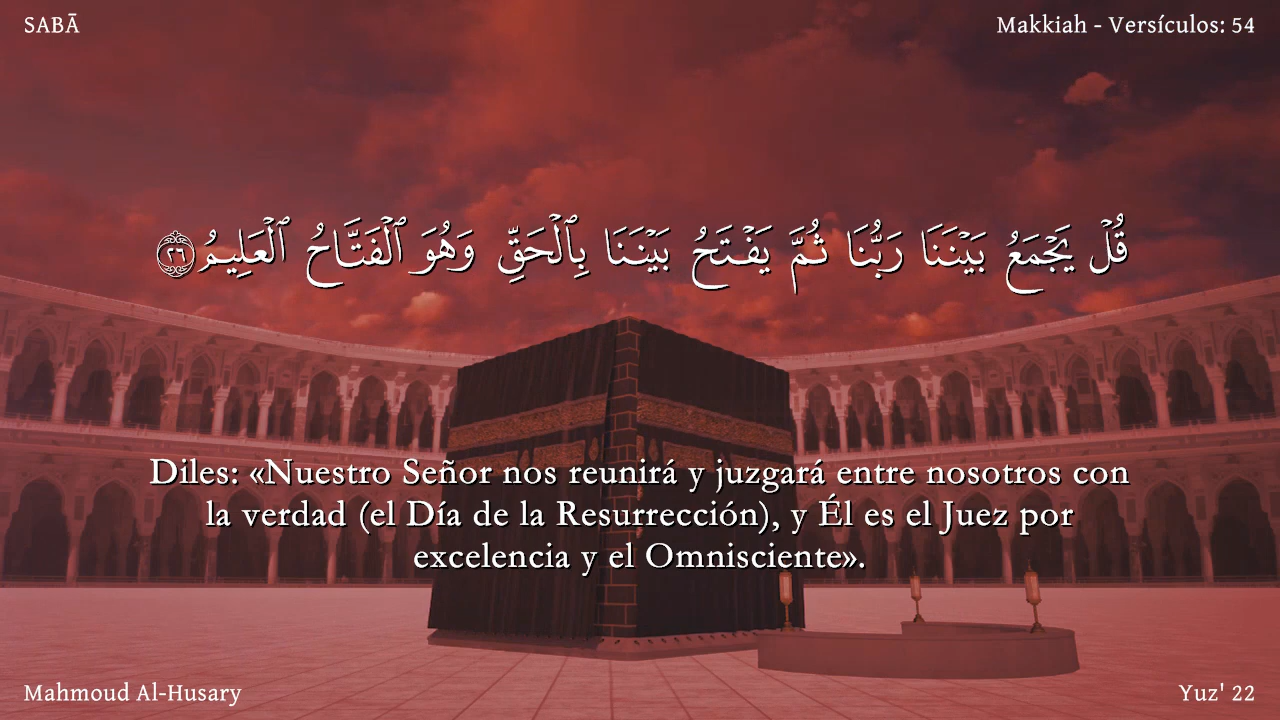 SABĀ
Makkiah - Versículos: 54
قُلْ يَجْمَعُ بَيْنَنَا رَبُّنَا ثُمَّ يَفْتَحُ بَيْنَنَا بِٱلْحَقِّ وَهُوَ ٱلْفَتَّاحُ ٱلْعَلِيمُ ٢٦
Diles: «Nuestro Señor nos reunirá y juzgará entre nosotros con
la verdad (el Día de la Resurrección), y Él es el Juez por
excelencia y el Omnisciente».
Mahmoud Al-Husary
Yuz' 22